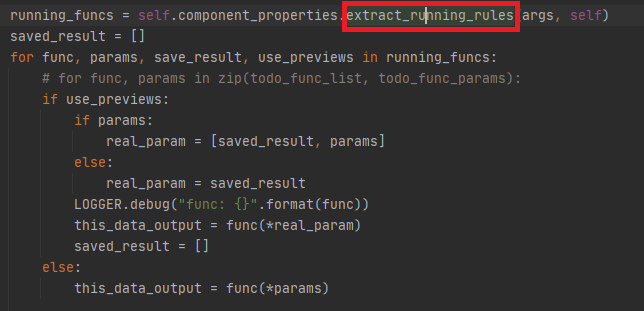 running_funcs = self.component_properties.extract_running_rules(args, self)
saved_result = []
for func, params, save_result, use_previews in running_funcs:
    # for func, params in zip(todo_func_list, todo_func_params):
    if use_previews:
        if params:
            real_param = [saved_result, params]
        else:
            real_param = saved_result
        LOGGER.debug("func: {}".format(func))
        this_data_output = func(*real_param)
        saved_result = []
    else:
        this_data_output = func(*params)